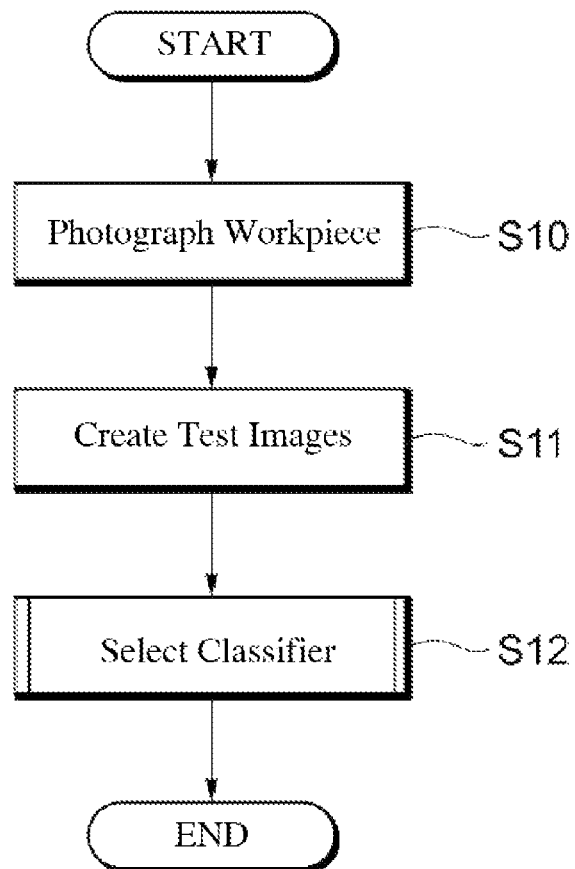 START
Photograph Workpiece
S10
Create Test Images
S11
Select Classifier
S12
END